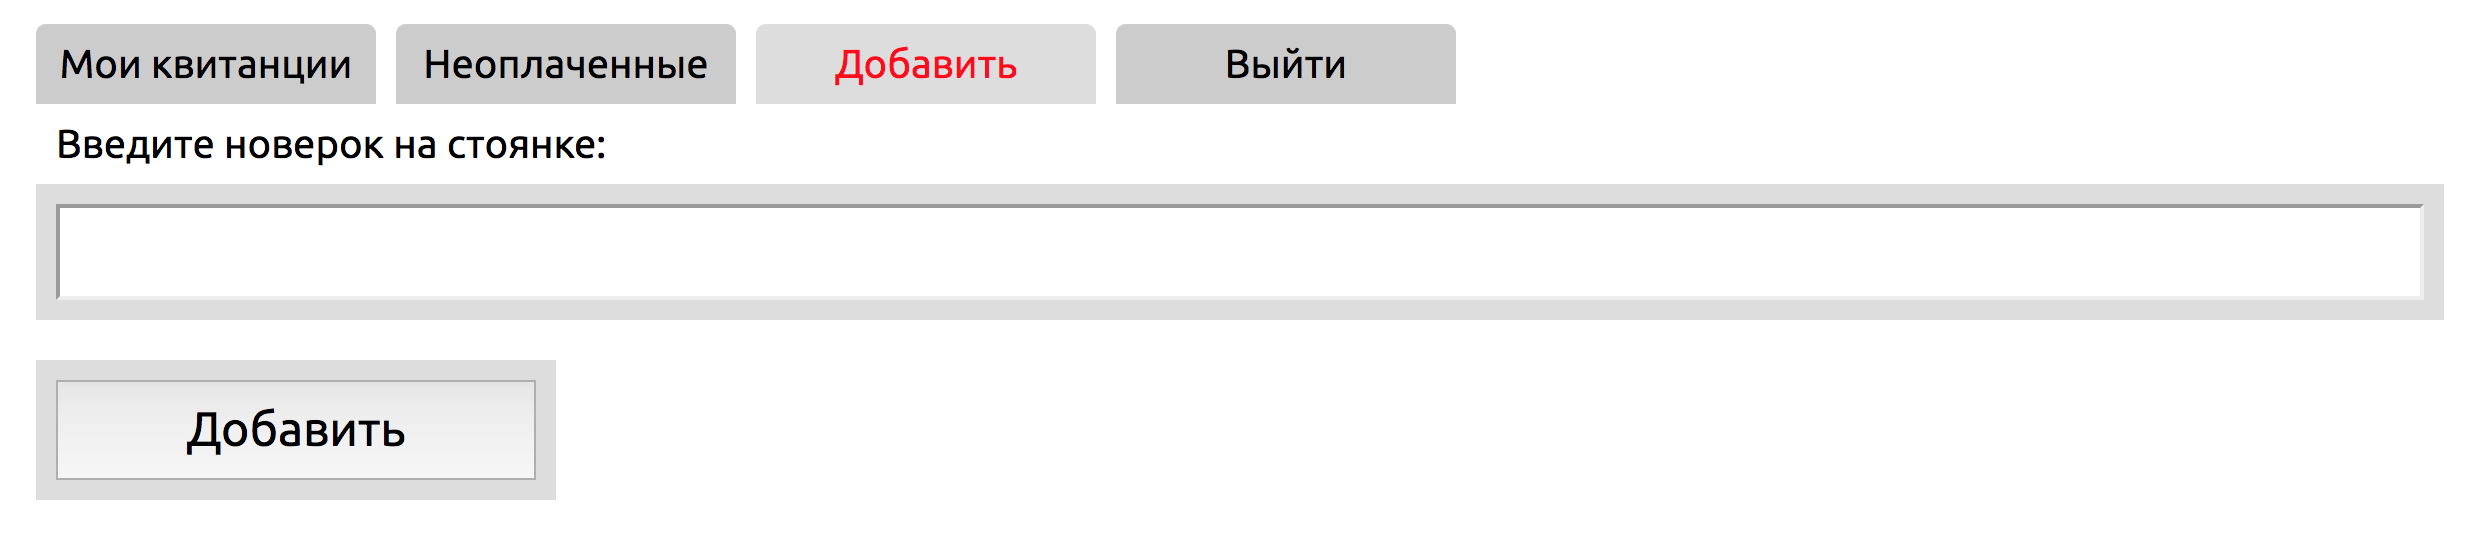 Мои квитанции Неоплаченные Добавить Выйти
Введите новерок на стоянке:
Добавить